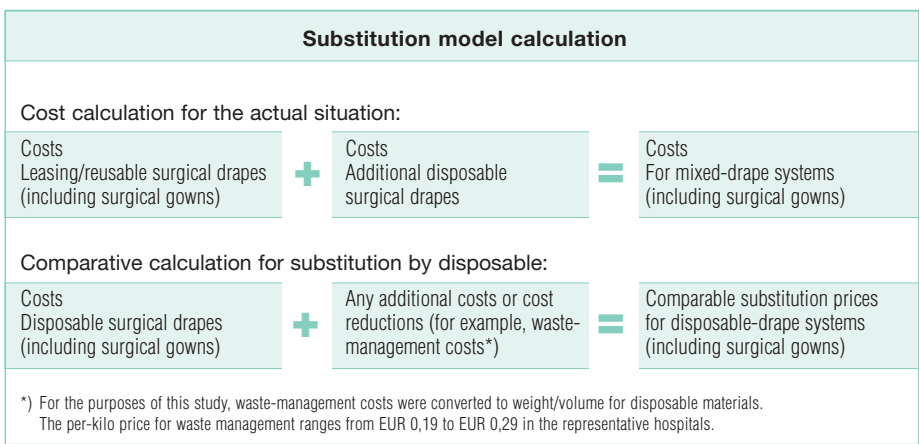 Substitution model calculation
Cost calculation for the actual situation:
Costs
Leasing/reusable surgical drapes
(including surgical gowns)
+
Costs
Additional disposable
surgical drapes
=
Costs
For mixed-drape systems
(including surgical gowns)
Comparative calculation for substitution by disposable:
Costs
Disposable surgical drapes
(including surgical gowns)
+
Any additional costs or cost
reductions (for example, waste-
management costs*)
=
Comparable substitution prices
for disposable-drape systems
(including surgical gowns)
*) For the purposes of this study, waste-management costs were converted to weight/volume for disposable materials.
The per-kilo price for waste management ranges from EUR 0,19 to EUR 0,29 in the representative hospitals.